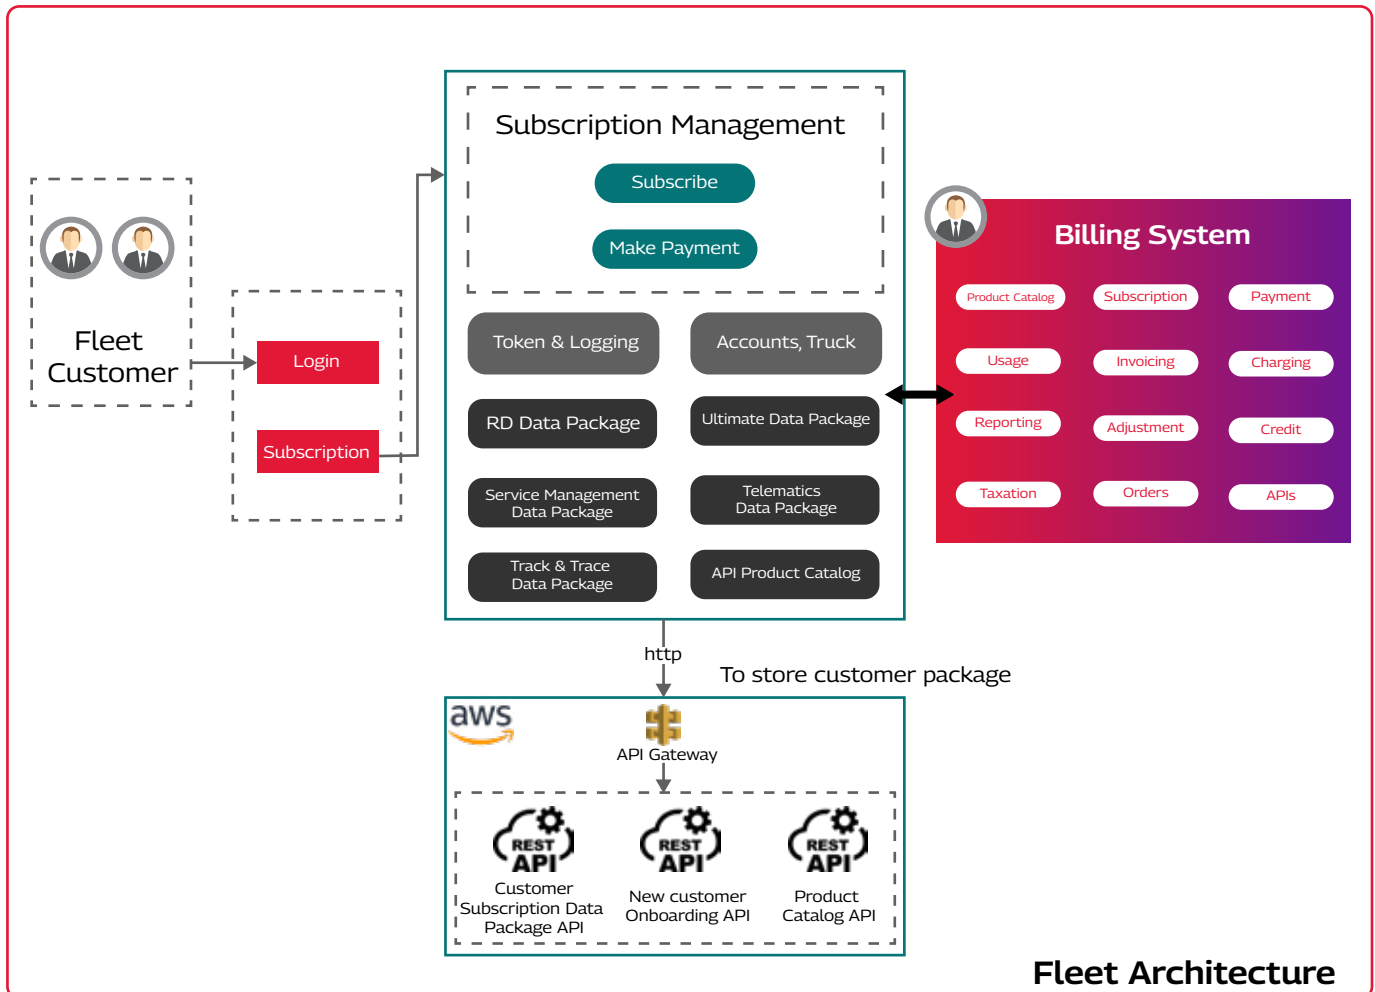 Subscription Management
Subscribe
Make Payment
Fleet
Customer
Login
Subscription
Token & Logging
Accounts, Truck
RD Data Package
Ultimate Data Package
Service Management
Data Package
Telematics
Data Package
Track & Trace
Data Package
API Product Catalog
Billing System
Product Catalog
Subscription
Payment
Usage
Invoicing
Charging
Reporting
Adjustment
Credit
Taxation
Orders
APIs
http
To store customer package
aws
API Gateway
REST
API
REST
API
REST
API
Customer
Subscription Data
Package API
New customer
Onboarding API
Product
Catalog API
Fleet Architecture